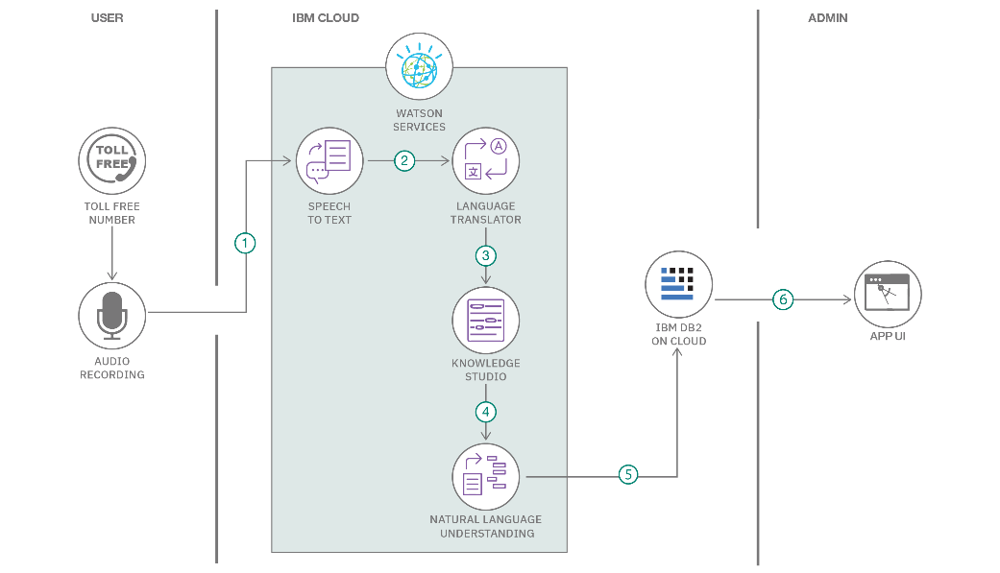 USER
IBM CLOUD
ADMIN
WATSON
SERVICES
TOLL
FREE
TOLL FREE
NUMBER
AUDIO
RECORDING
1
SPEECH
TO TEXT
2
A
文
LANGUAGE
TRANSLATOR
3
KNOWLEDGE
STUDIO
4
NATURAL LANGUAGE
UNDERSTANDING
5
IBM DB2
ON CLOUD
6
APP UI